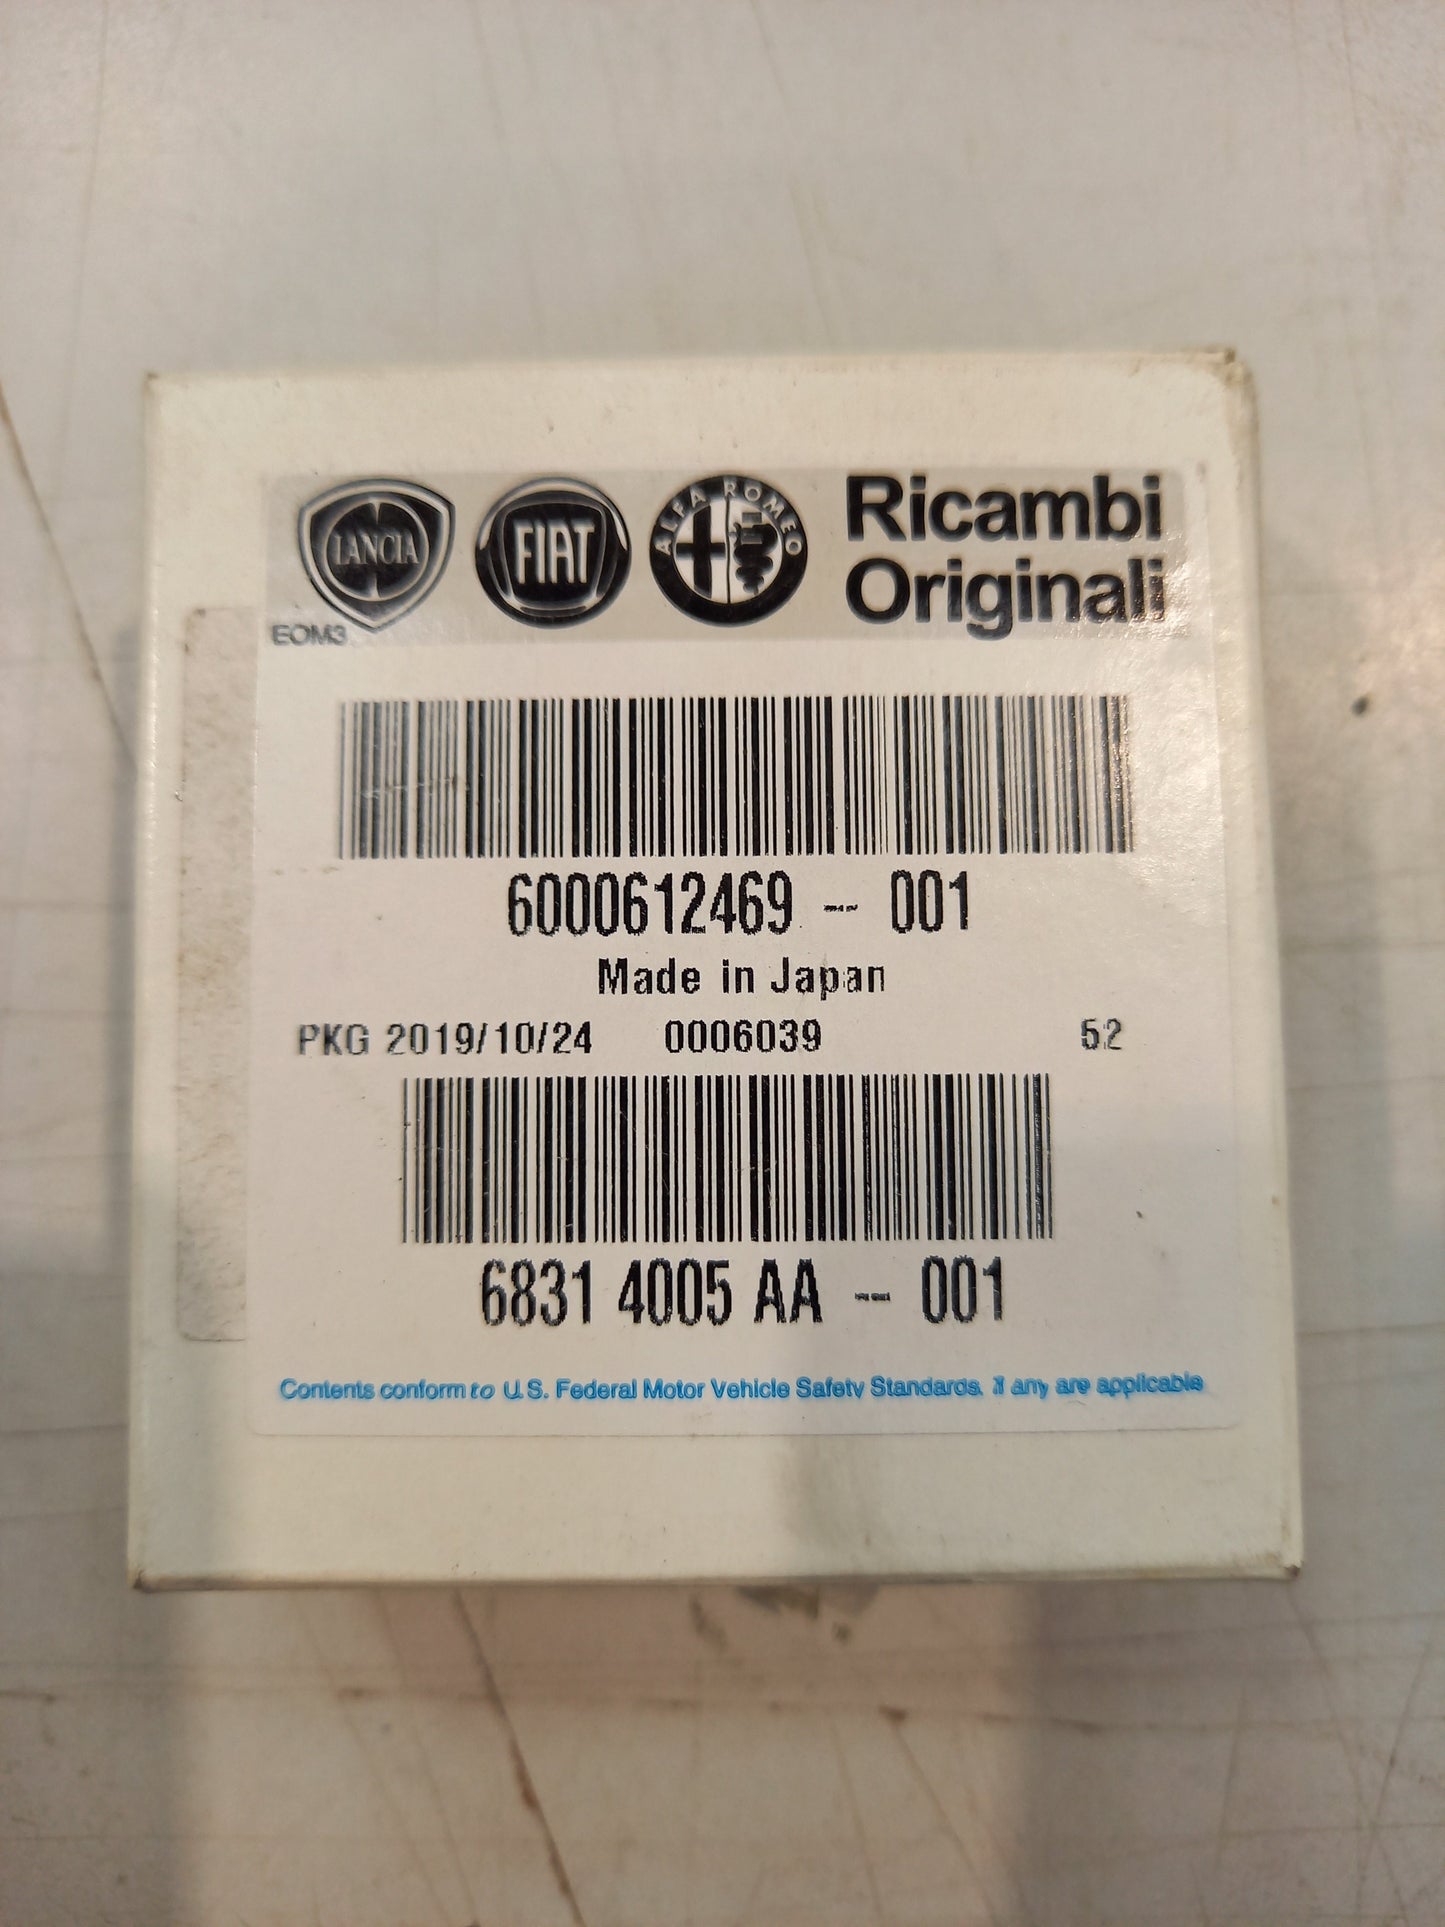 LANCIA FIAT ALFA ROMEO Ricambi
Originali
EOM3
6000612469 -- 001
Made in Japan
PKG 2019/10/24 0006039 52
6831 4005 AA -- 001
Contents conform to U.S. Federal Motor Vehicle Safety Standards. if any are applicable